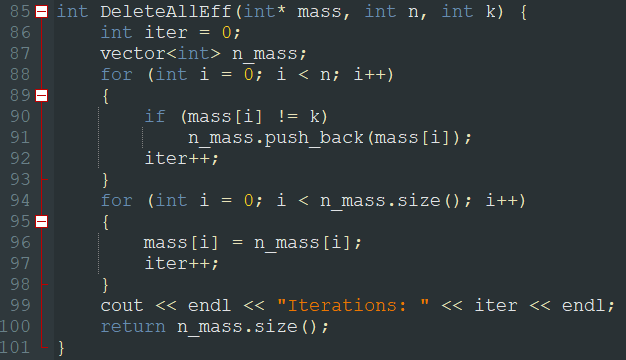 85 int DeleteAllEff(int* mass, int n, int k) {
86 int iter = 0;
87 vector<int> n_mass;
88 for (int i = 0; i < n; i++)
89 {
90 if (mass[i] != k)
91 n_mass.push_back(mass[i]);
92 iter++;
93 }
94 for (int i = 0; i < n_mass.size(); i++)
95 {
96 mass[i] = n_mass[i];
97 iter++;
98 }
99 cout << endl << "Iterations: " << iter << endl;
100 return n_mass.size();
101 }